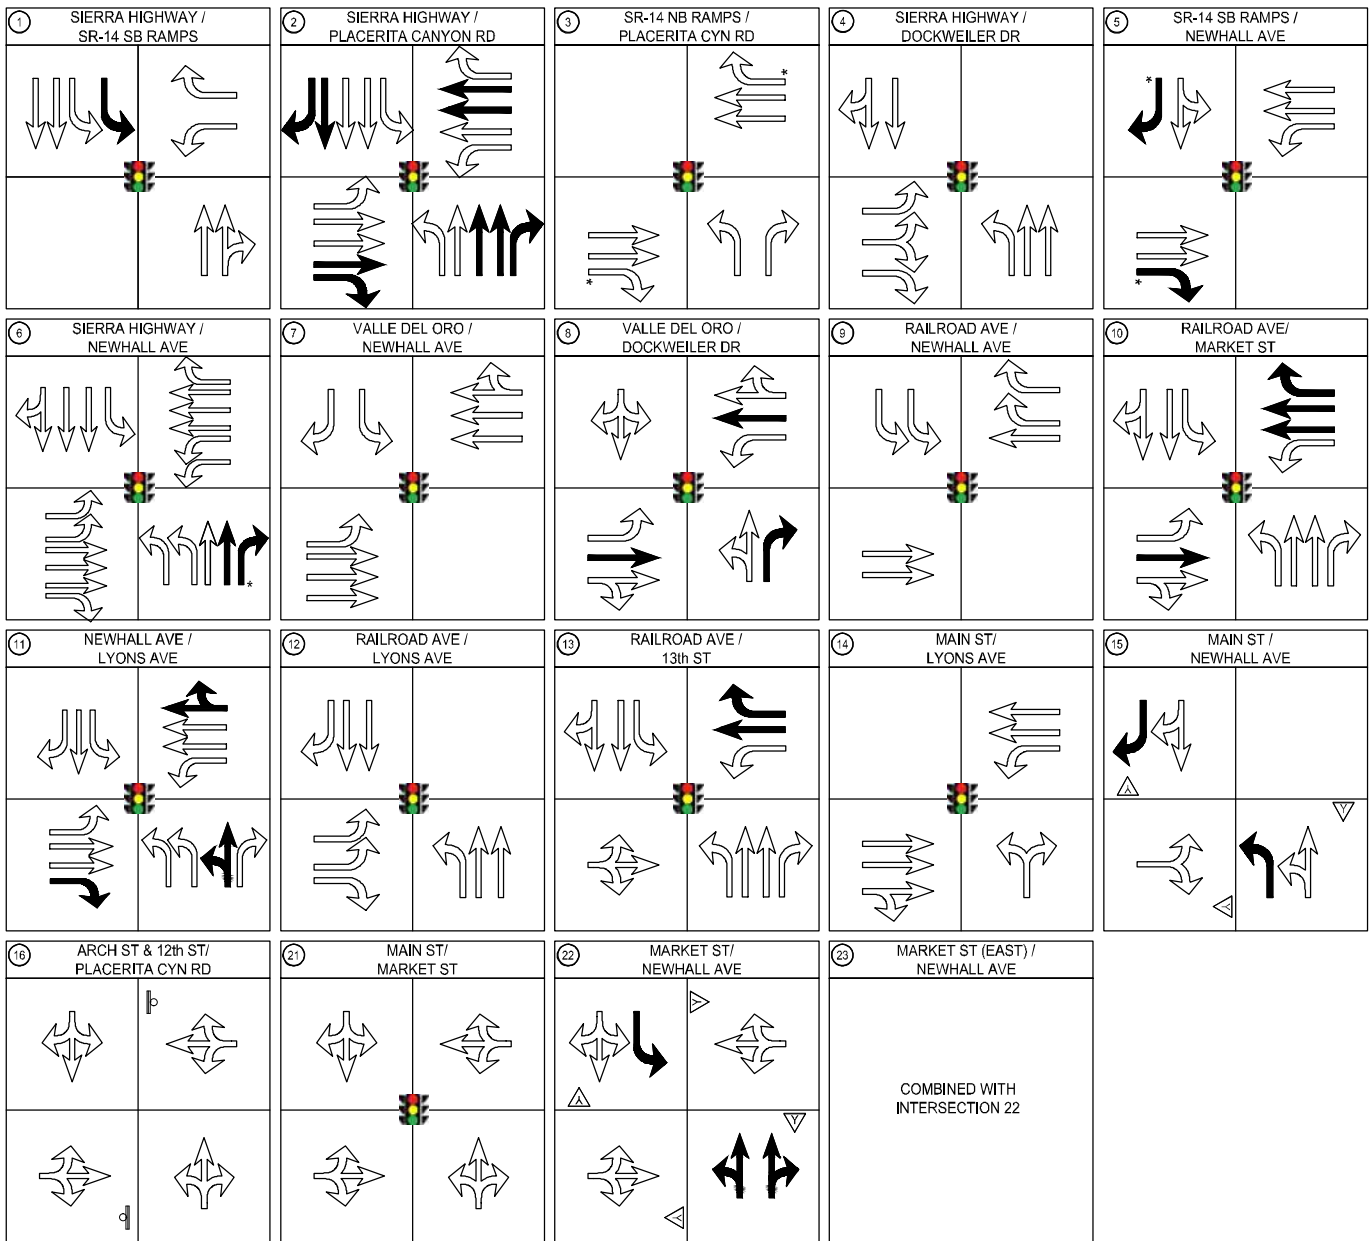 1
SIERRA HIGHWAY /
SR-14 SB RAMPS
2
SIERRA HIGHWAY /
PLACERITA CANYON RD
3
SR-14 NB RAMPS /
PLACERITA CYN RD
*
*
4
SIERRA HIGHWAY /
DOCKWEILER DR
5
SR-14 SB RAMPS /
NEWHALL AVE
*
*
6
SIERRA HIGHWAY /
NEWHALL AVE
*
7
VALLE DEL ORO /
NEWHALL AVE
8
VALLE DEL ORO /
DOCKWEILER DR
9
RAILROAD AVE /
NEWHALL AVE
10
RAILROAD AVE/
MARKET ST
11
NEWHALL AVE /
LYONS AVE
12
RAILROAD AVE /
LYONS AVE
13
RAILROAD AVE /
13th ST
14
MAIN ST/
LYONS AVE
15
MAIN ST /
NEWHALL AVE
Y
Y
Y
16
ARCH ST & 12th ST/
PLACERITA CYN RD
21
MAIN ST/
MARKET ST
22
MARKET ST/
NEWHALL AVE
Y
Y
Y
Y
23
MARKET ST (EAST) /
NEWHALL AVE
COMBINED WITH
INTERSECTION 22